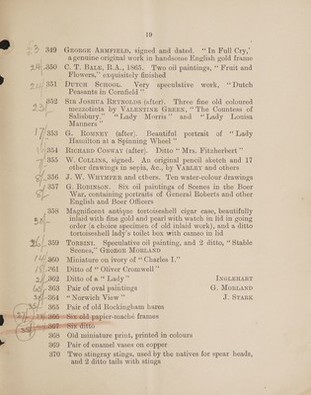 19
349 GEORGE ARMFIELD, signed and dated. "In Full Cry,'
a genuine original work in handsome English gold frame
350 C. T. BALE, R.A., 1865. Two oil paintings, "Fruit and
Flowers," exquisitely finished
351 DUTCH SCHOOL. Very speculative work, "Dutch
Peasants in Cornfield"
352 SIR JOSHUA REYNOLDS (after). Three fine old coloured
mezzotints by VALENTINE GREEN, "The Countess of
Salisbury," "Lady Morris" and "Lady Louisa
Manners"
353 G. ROMNEY (after). Beautiful portrait of "Lady
Hamilton at a Spinning Wheel"
354 RICHARD COSWAY (after). Ditto "Mrs. Fitzherbert"
355 W. COLLINS, signed. An original pencil sketch and 17
other drawings in sepia, &c., by VARLEY and others
356 J. W. WHYMPER and others. Ten water-colour drawings
357 G. ROBINSON. Six oil paintings of Scenes in the Boer
War, containing portraits of General Roberts and other
English and Boer Officers
358 Magnificent antique tortoiseshell cigar case, beautifully
inlaid with fine gold and pearl with watch in lid in going
order (a choice specimen of old inlaid work), and a ditto
tortoiseshell lady's toilet box with cameo in lid
359 TORRINI. Speculative oil painting, and 2 ditto, "Stable
Scenes," GEORGE MORLAND
360 Miniature on ivory of "Charles I."
361 Ditto of "Oliver Cromwell"
362 Ditto of a "Lady" INGLEHART
363 Pair of oval paintings G. MORLAND
364 "Norwich View" J. STARK
365 Pair of old Rockingham hares
366 Six old papier-maché frames
367 Six ditto
368 Old miniature print, printed in colours
369 Pair of enamel vases on copper
370 Two stingray stings, used by the natives for spear heads,
and 2 ditto tails with stings